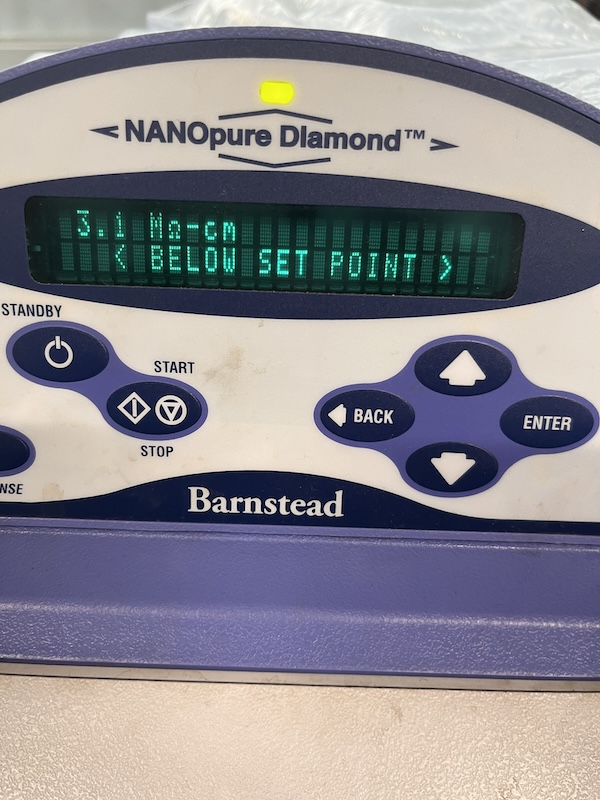 NANOpure DIamond™
3.1 MΩ-cm
< BELOW SET POINT >
STANDBY
START
BACK
ENTER
STOP
NSE
Barnstead